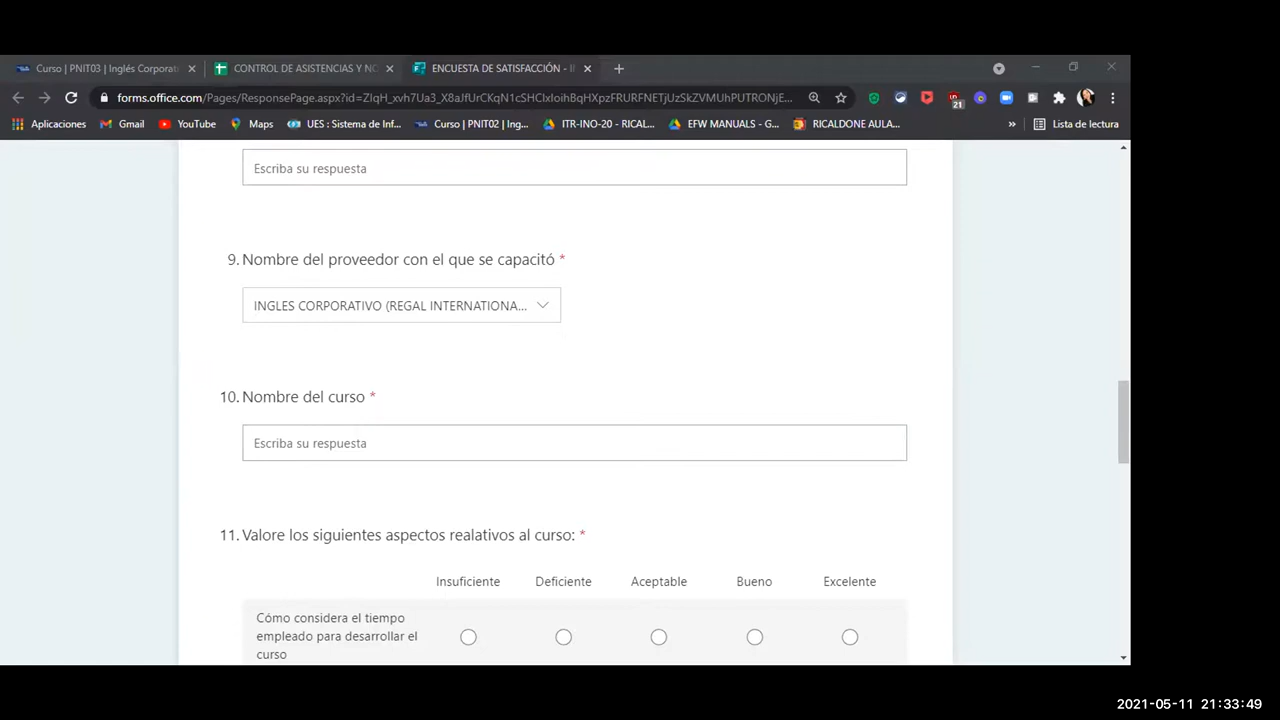 Curso | PNIT03 | Inglés Corporati
CONTROL DE ASISTENCIAS Y NO
ENCUESTA DE SATISFACCIÓN - I
forms.office.com/Pages/ResponsePage.aspx?id=
Aplicaciones
Gmail
YouTube
Maps
UES : Sistema de Inf...
Curso | PNIT02 | Ing...
ITR-INO-20 - RICAL...
EFW MANUALS - G...
RICALDONE AULA...
»
Lista de lectura
21
Escriba su respuesta
9. Nombre del proveedor con el que se capacitó *
INGLES CORPORATIVO (REGAL INTERNATIONA...
10. Nombre del curso *
Escriba su respuesta
11. Valore los siguientes aspectos realativos al curso: *
Insuficiente Deficiente Aceptable Bueno Excelente
Cómo considera el tiempo
empleado para desarrollar el
curso
2021-05-11 21:33:49